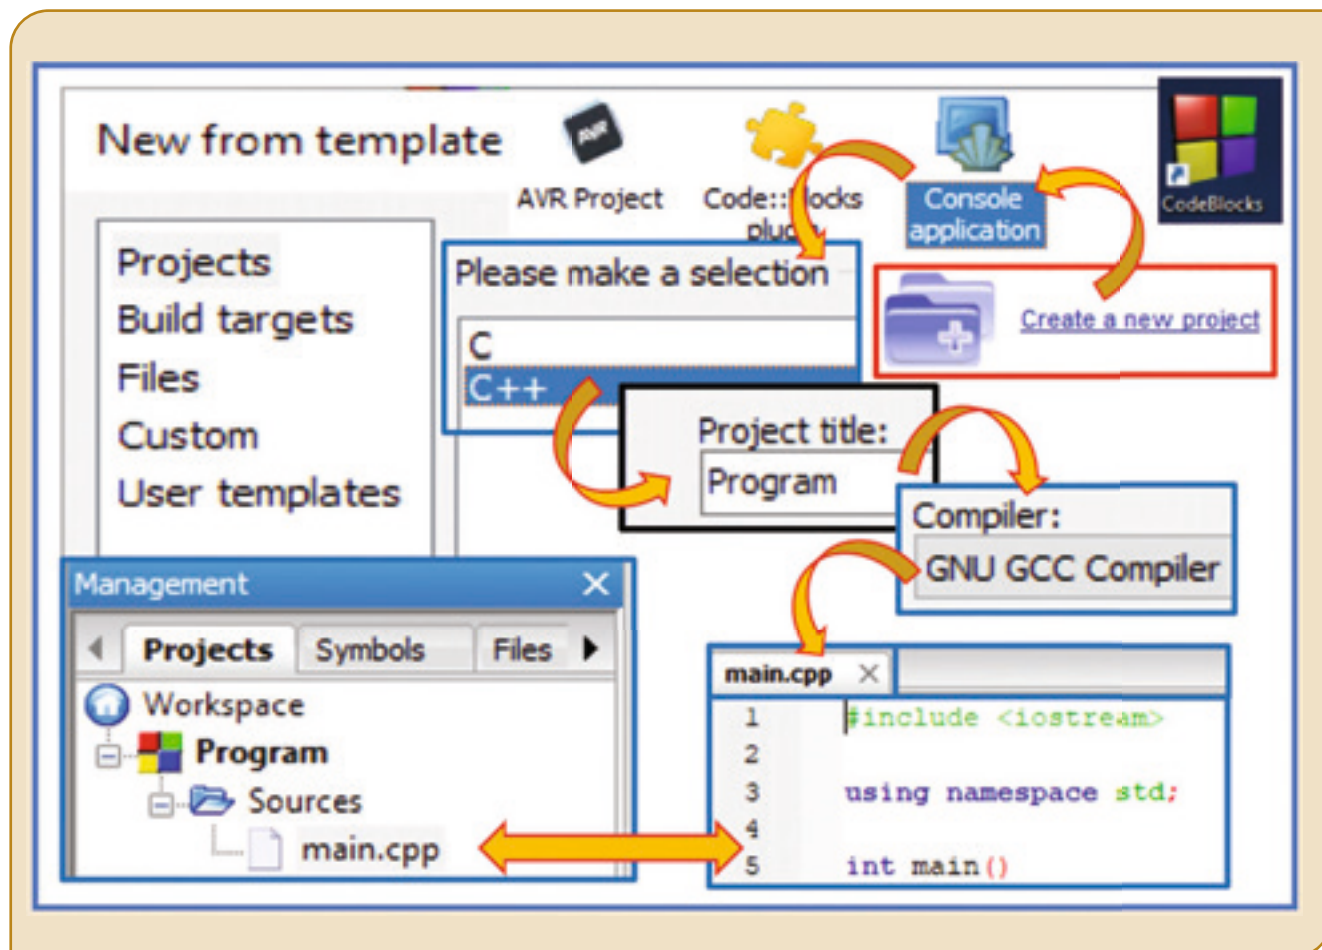 New from template
AVR Project
Code::Blocks
plugin
Console
application
CodeBlocks
Projects
Build targets
Files
Custom
User templates
Please make a selection
C
C++
Create a new project
Project title:
Program
Compiler:
GNU GCC Compiler
Management
Projects Symbols Files
Workspace
Program
Sources
main.cpp
main.cpp
1 #include <iostream>
2
3 using namespace std;
4
5 int main()